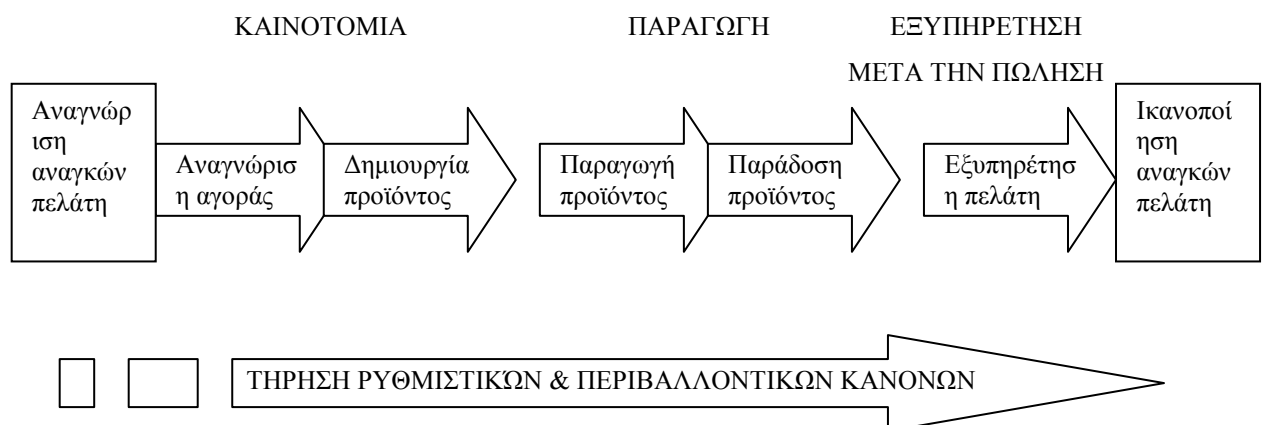 ΚΑΙΝΟΤΟΜΙΑ
ΠΑΡΑΓΩΓΗ
ΕΞΥΠΗΡΕΤΗΣΗ
ΜΕΤΑ ΤΗΝ ΠΩΛΗΣΗ
Αναγνώρ
ιση
αναγκών
πελάτη
Αναγνώρισ
η αγοράς
Δημιουργία
προϊόντος
Παραγωγή
προϊόντος
Παράδοση
προϊόντος
Εξυπηρέτησ
η πελάτη
Ικανοποί
ηση
αναγκών
πελάτη
ΤΗΡΗΣΗ ΡΥΘΜΙΣΤΙΚΏΝ & ΠΕΡΙΒΑΛΛΟΝΤΙΚΩΝ ΚΑΝΟΝΩΝ